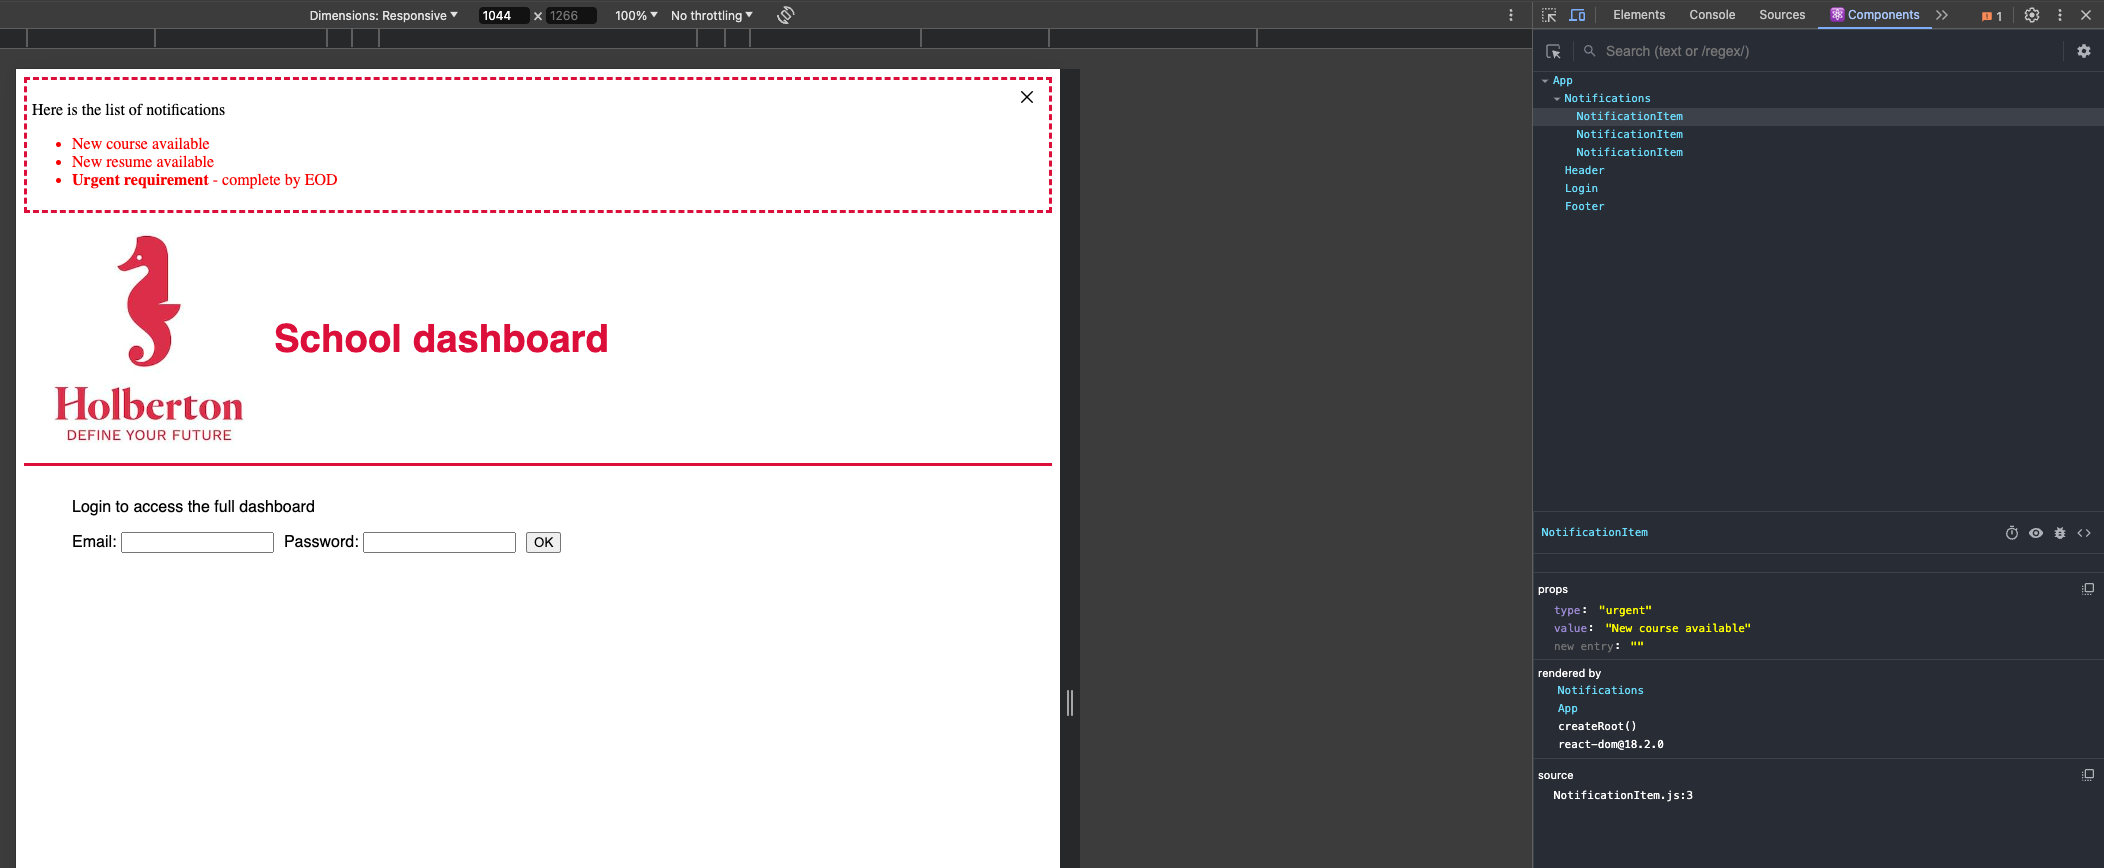 Dimensions: Responsive 1044 x 1266 100% No throttling
Elements Console Sources Components 1
Search (text or /regex/)
Here is the list of notifications
New course available
New resume available
Urgent requirement - complete by EOD
Holberton
DEFINE YOUR FUTURE
School dashboard
Login to access the full dashboard
Email: Password: OK
App
Notifications
NotificationItem
NotificationItem
NotificationItem
Header
Login
Footer
NotificationItem
props
type: "urgent"
value: "New course available"
new entry: ""
rendered by
Notifications
App
createRoot()
react-dom@18.2.0
source
NotificationItem.js:3